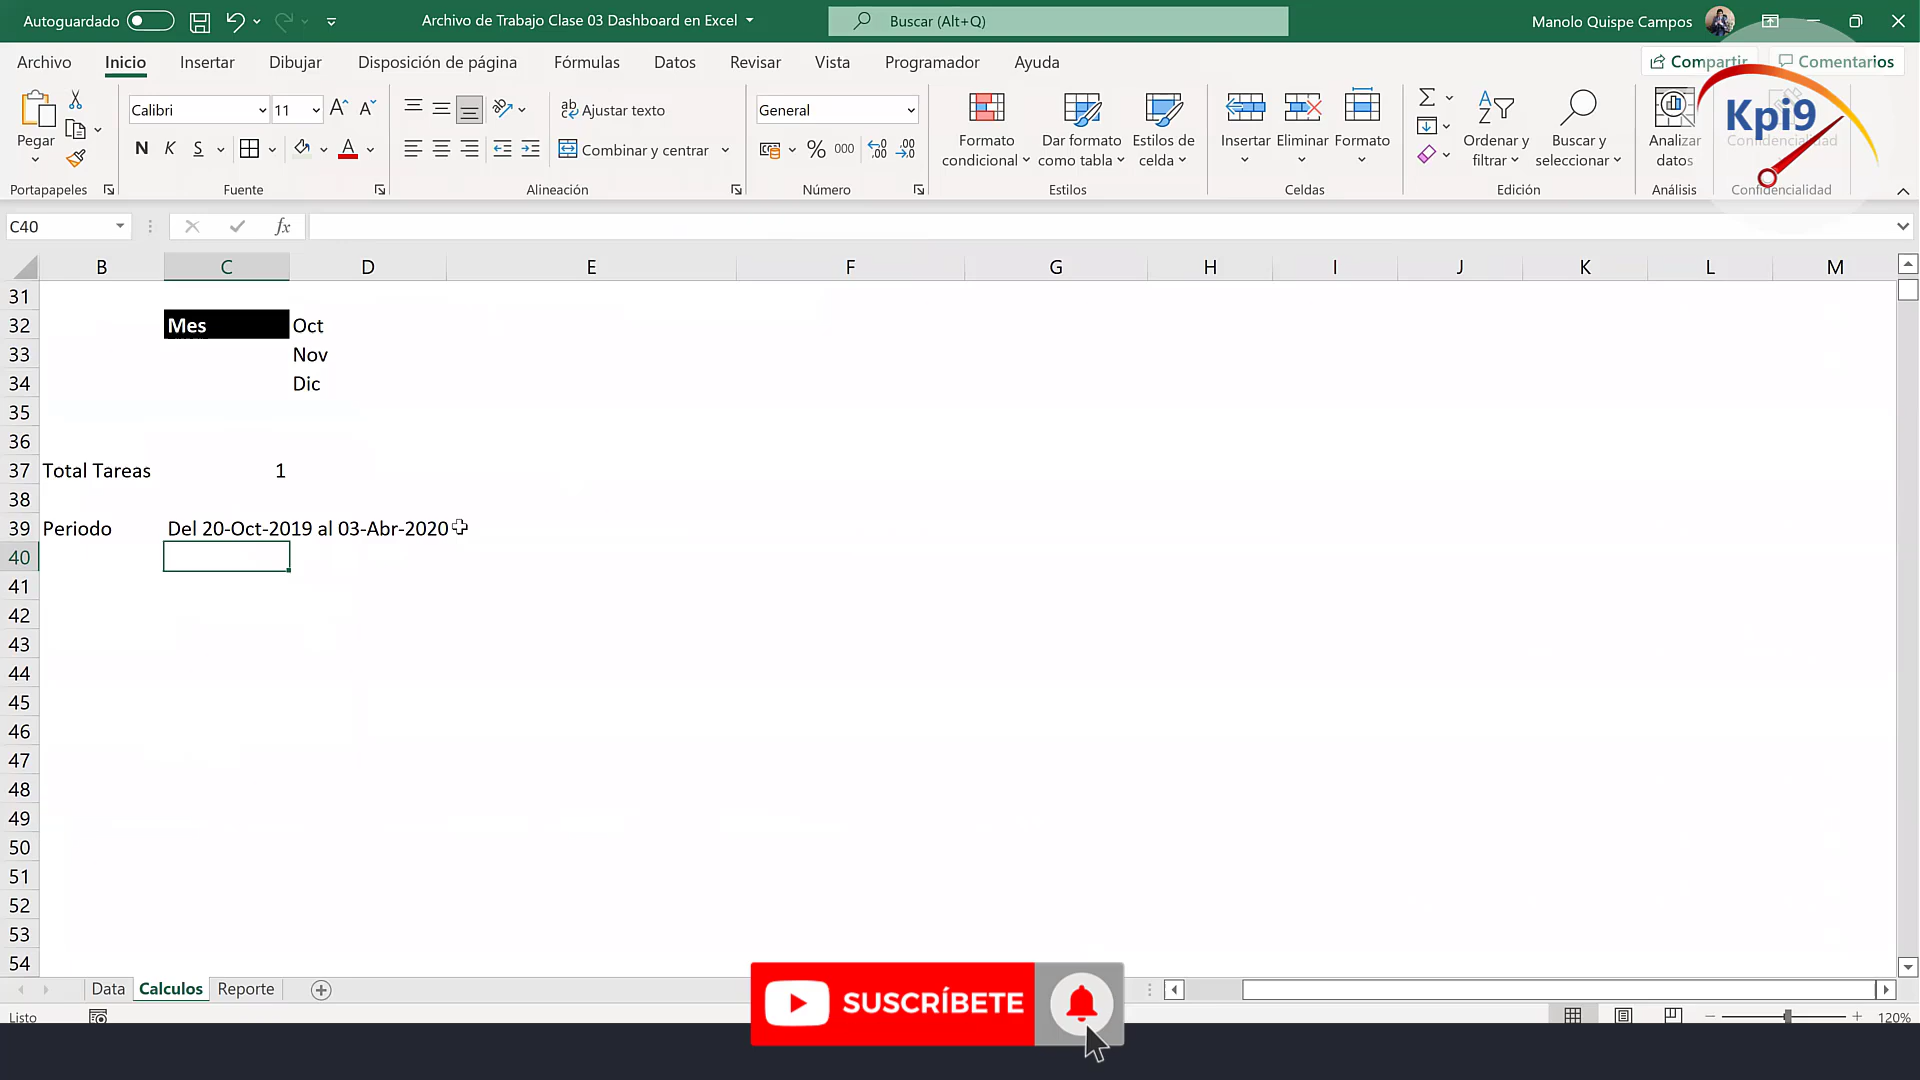 Autoguardado
Archivo de Trabajo Clase 03 Dashboard en Excel
Buscar (Alt+Q)
Manolo Quispe Campos
Archivo
Inicio
Insertar
Dibujar
Disposición de página
Fórmulas
Datos
Revisar
Vista
Programador
Ayuda
Compartir
Comentarios
Pegar
Portapapeles
Calibri
11
N K S
Fuente
Ajustar texto
Combinar y centrar
Alineación
General
% 000
Número
Formato condicional
Dar formato como tabla
Estilos de celda
Estilos
Insertar
Eliminar
Formato
Celdas
Ordenar y filtrar
Buscar y seleccionar
Edición
Analizar datos
Análisis
Confidencialidad
Confidencialidad
Kpi9
C40
fx
B C D E F G H I J K L M
31
32 Mes Oct
33 Nov
34 Dic
35
36
37 Total Tareas 1
38
39 Periodo Del 20-Oct-2019 al 03-Abr-2020
40
41
42
43
44
45
46
47
48
49
50
51
52
53
54
Data
Calculos
Reporte
SUSCRÍBETE
Listo
120%